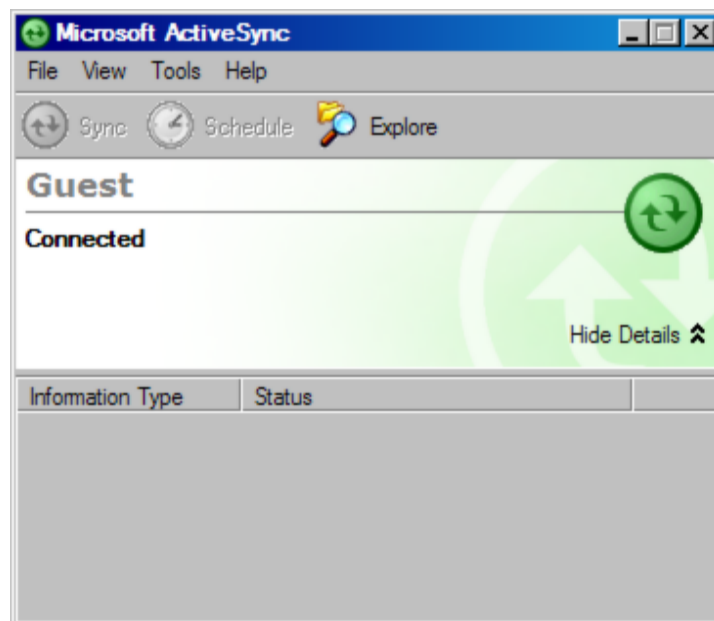 Microsoft ActiveSync
File View Tools Help
Sync Schedule Explore
Guest
Connected
Hide Details
Information Type Status